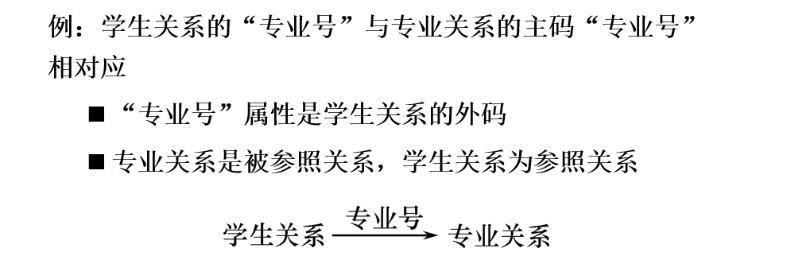 例：学生关系的“专业号”与专业关系的主码“专业号”
相对应
■“专业号”属性是学生关系的外码
■专业关系是被参照关系，学生关系为参照关系
专业号
学生关系 专业关系